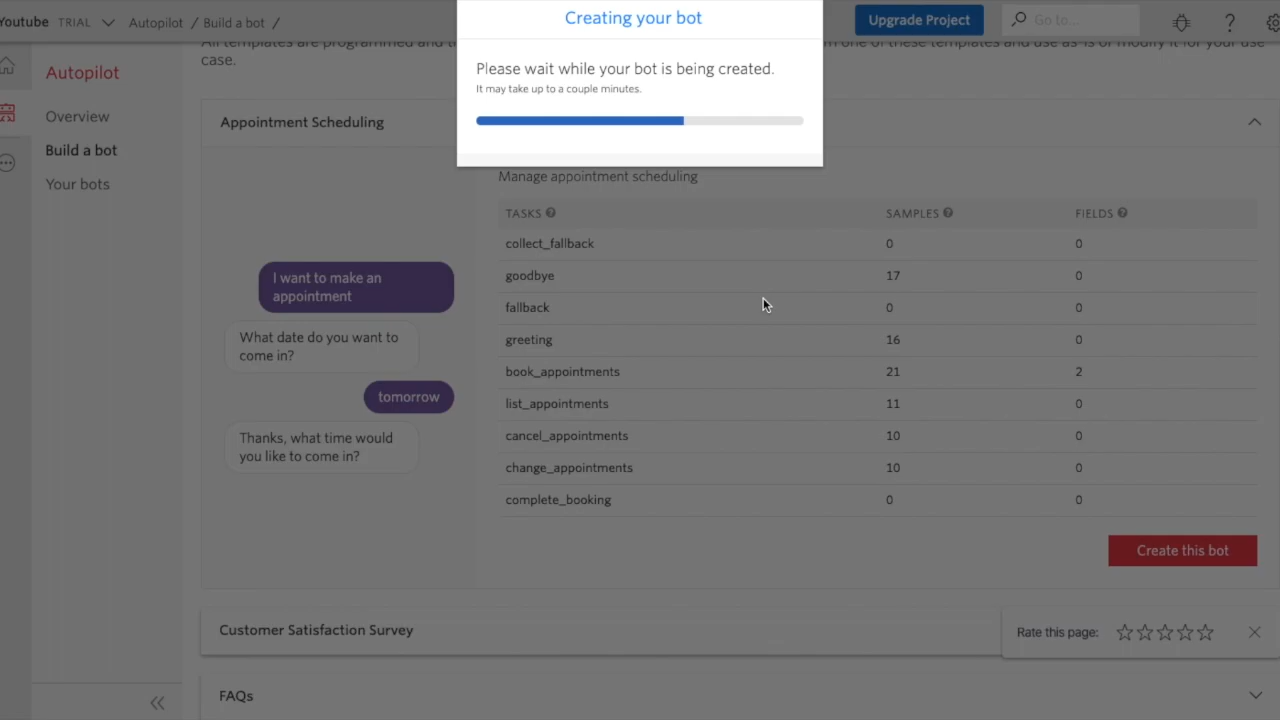 Youtube TRIAL Autopilot / Build a bot /
Creating your bot
Upgrade Project
Go to...
case.
Please wait while your bot is being created.
It may take up to a couple minutes.
Autopilot
Overview
Build a bot
Your bots
Appointment Scheduling
I want to make an
appointment
What date do you want to
come in?
tomorrow
Thanks, what time would
you like to come in?
Manage appointment scheduling
TASKS SAMPLES FIELDS
collect_fallback 0 0
goodbye 17 0
fallback 0 0
greeting 16 0
book_appointments 21 2
list_appointments 11 0
cancel_appointments 10 0
change_appointments 10 0
complete_booking 0 0
Create this bot
Customer Satisfaction Survey
Rate this page:
FAQs